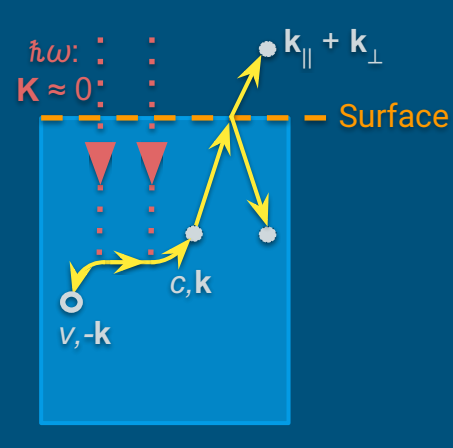 ħω:
K ≈ 0
k|| + k⊥
Surface
c,k
v,-k